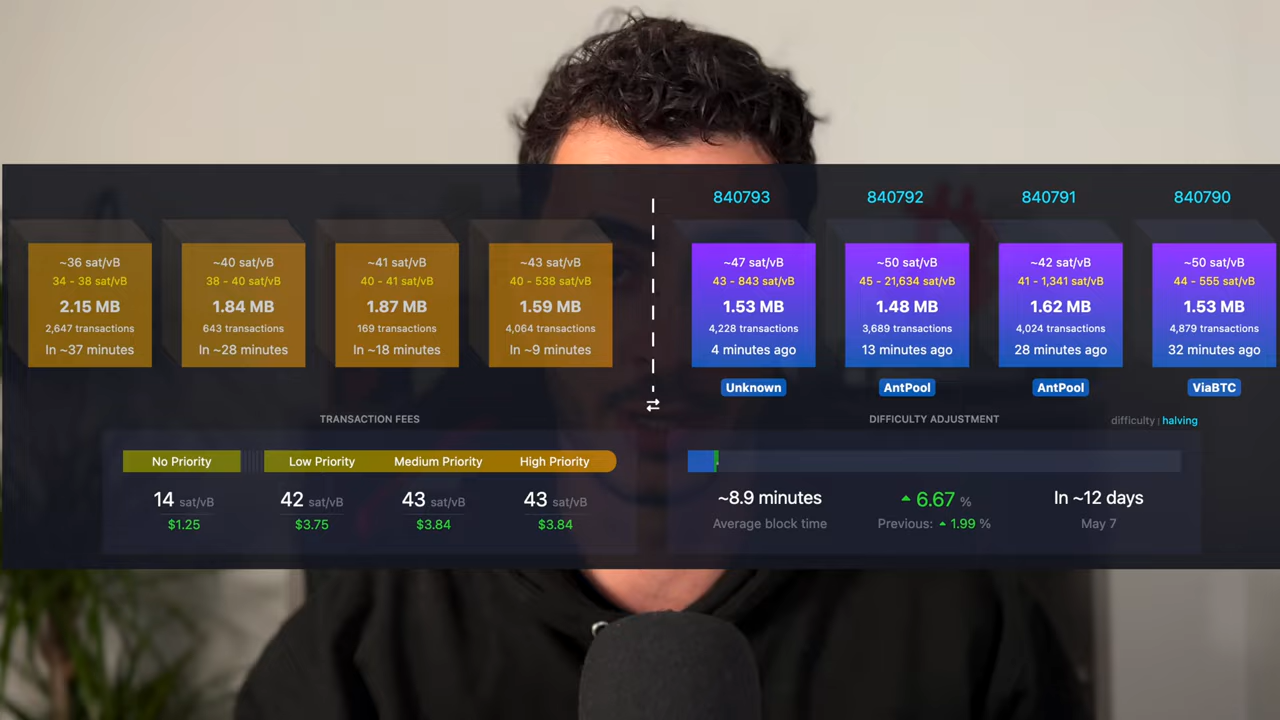 840793
840792
840791
840790
~36 sat/vB
34 - 38 sat/vB
2.15 MB
2,647 transactions
In ~37 minutes
~40 sat/vB
38 - 40 sat/vB
1.84 MB
643 transactions
In ~28 minutes
~41 sat/vB
40 - 41 sat/vB
1.87 MB
169 transactions
In ~18 minutes
~43 sat/vB
40 - 538 sat/vB
1.59 MB
4,064 transactions
In ~9 minutes
~47 sat/vB
43 - 843 sat/vB
1.53 MB
4,228 transactions
4 minutes ago
Unknown
~50 sat/vB
45 - 21,634 sat/vB
1.48 MB
3,689 transactions
13 minutes ago
AntPool
~42 sat/vB
41 - 1,341 sat/vB
1.62 MB
4,024 transactions
28 minutes ago
AntPool
~50 sat/vB
44 - 555 sat/vB
1.53 MB
4,879 transactions
32 minutes ago
ViaBTC
TRANSACTION FEES
No Priority
Low Priority
Medium Priority
High Priority
14 sat/vB
42 sat/vB
43 sat/vB
43 sat/vB
$1.25
$3.75
$3.84
$3.84
DIFFICULTY ADJUSTMENT
difficulty | halving
~8.9 minutes
6.67 %
In ~12 days
Average block time
Previous: 1.99 %
May 7